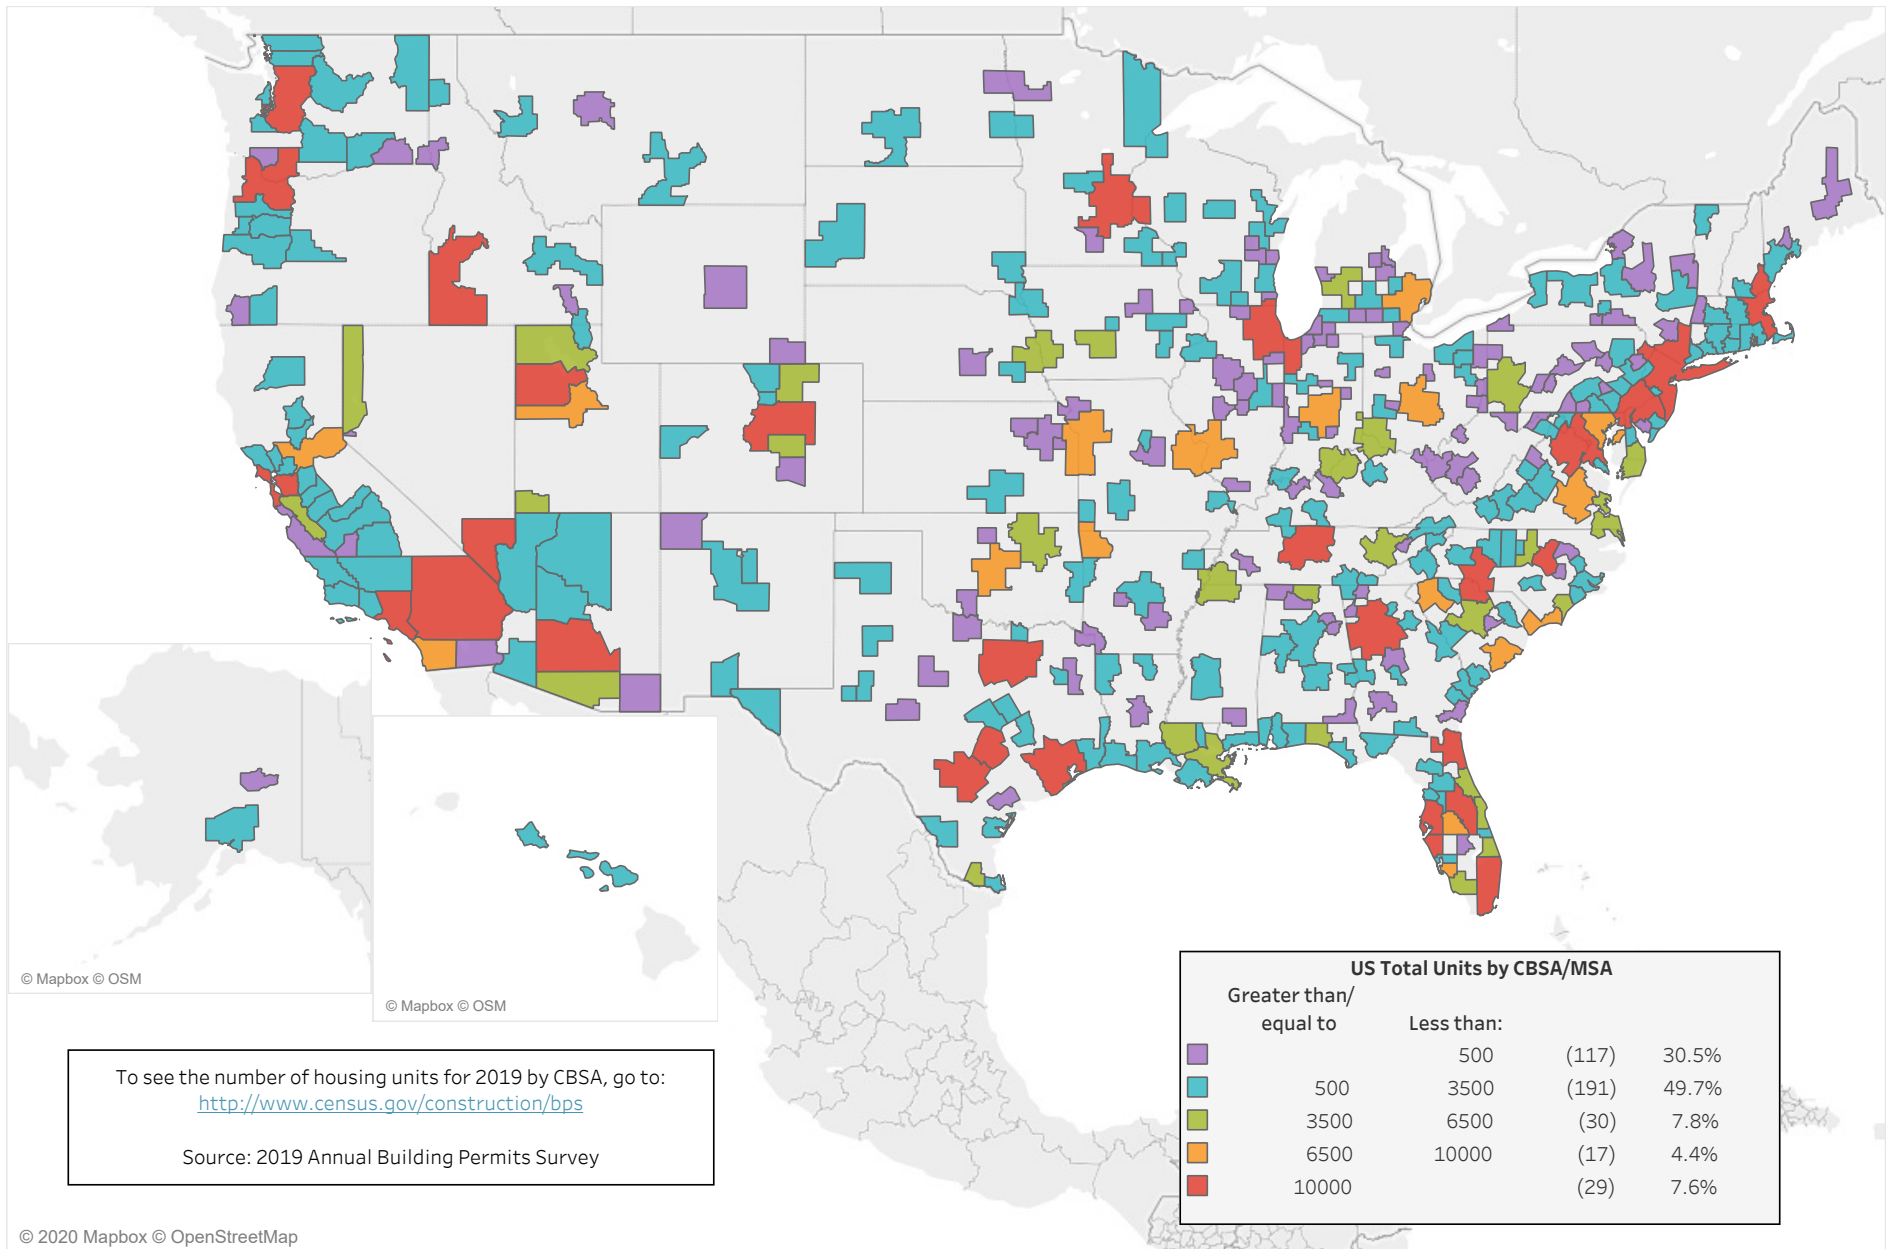 © Mapbox © OSM
© Mapbox © OSM
To see the number of housing units for 2019 by CBSA, go to:
http://www.census.gov/construction/bps
Source: 2019 Annual Building Permits Survey
US Total Units by CBSA/MSA
Greater than/
equal to Less than:
500 (117) 30.5%
500 3500 (191) 49.7%
3500 6500 (30) 7.8%
6500 10000 (17) 4.4%
10000 (29) 7.6%
© 2020 Mapbox © OpenStreetMap